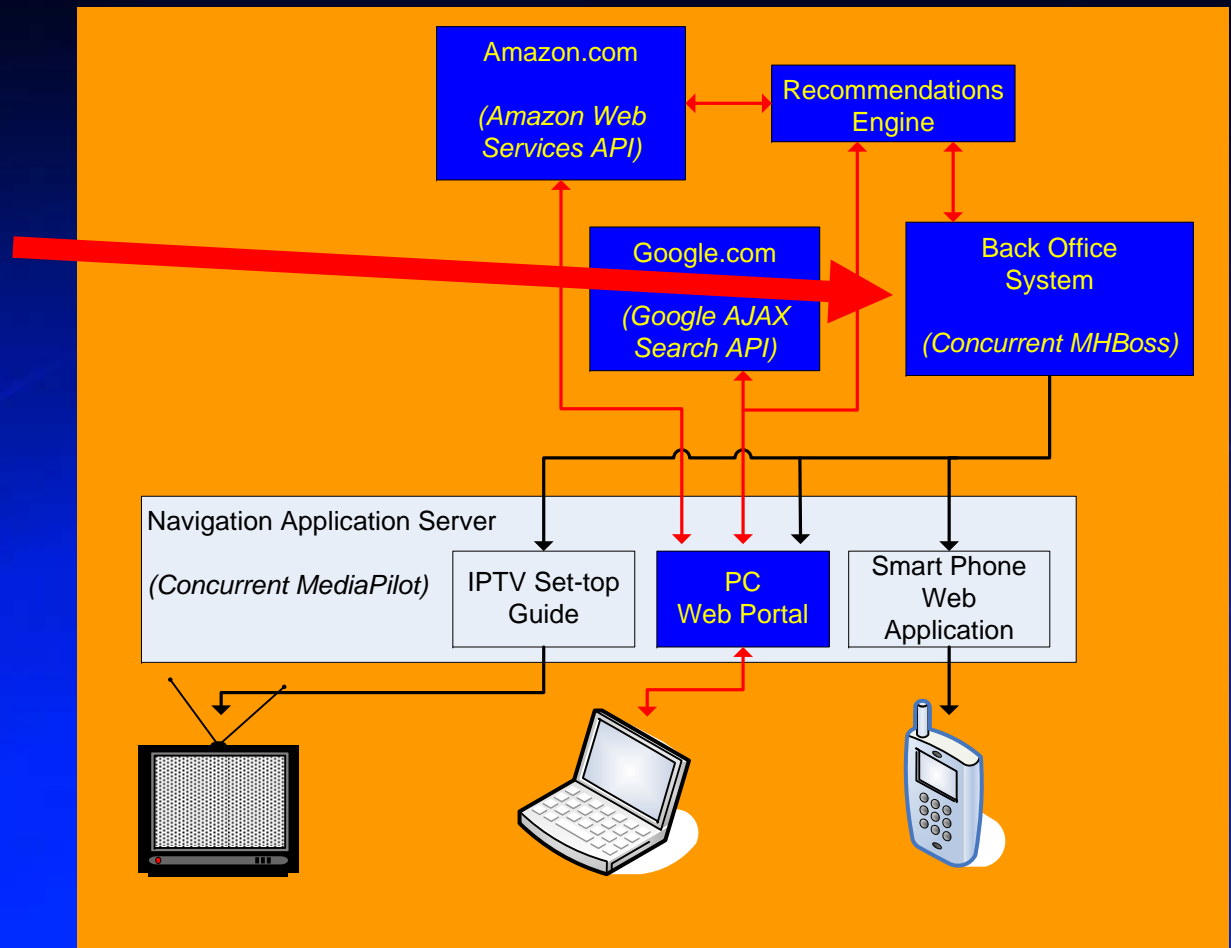 Amazon.com
(Amazon Web
Services API)
Recommendations
Engine
Google.com
(Google AJAX
Search API)
Back Office
System
(Concurrent MHBoss)
Navigation Application Server
(Concurrent MediaPilot)
IPTV Set-top
Guide
PC
Web Portal
Smart Phone
Web
Application